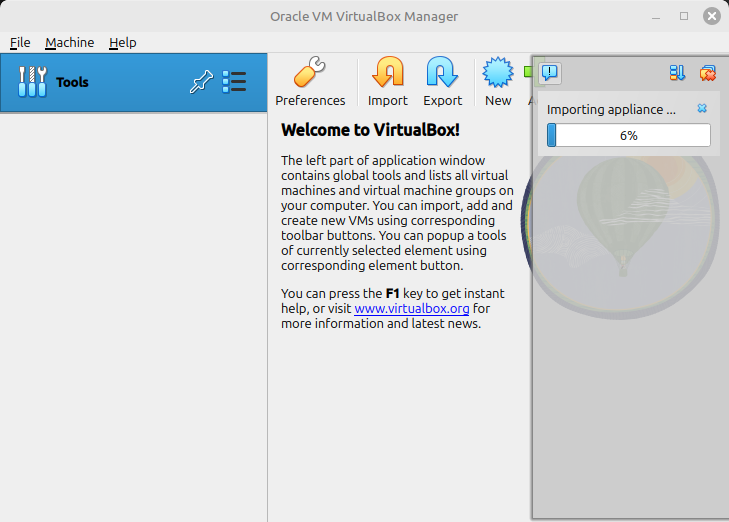 Oracle VM VirtualBox Manager
File Machine Help
Tools
Preferences Import Export New
Importing appliance ...
6%
Welcome to VirtualBox!
The left part of application window
contains global tools and lists all virtual
machines and virtual machine groups on
your computer. You can import, add and
create new VMs using corresponding
toolbar buttons. You can popup a tools
of currently selected element using
corresponding element button.
You can press the F1 key to get instant
help, or visit www.virtualbox.org for
more information and latest news.